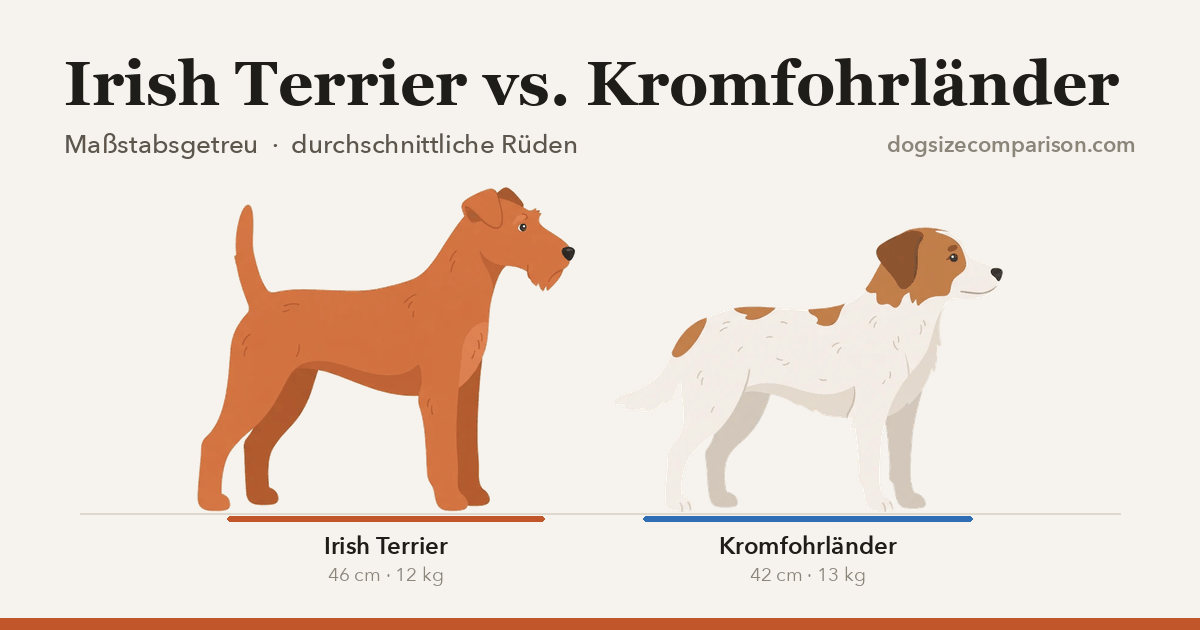 Irish Terrier vs. Kromfohrländer
Maßstabsgetreu · durchschnittliche Rüden
dogsizecomparison.com
Irish Terrier
46 cm · 12 kg
Kromfohrländer
42 cm · 13 kg